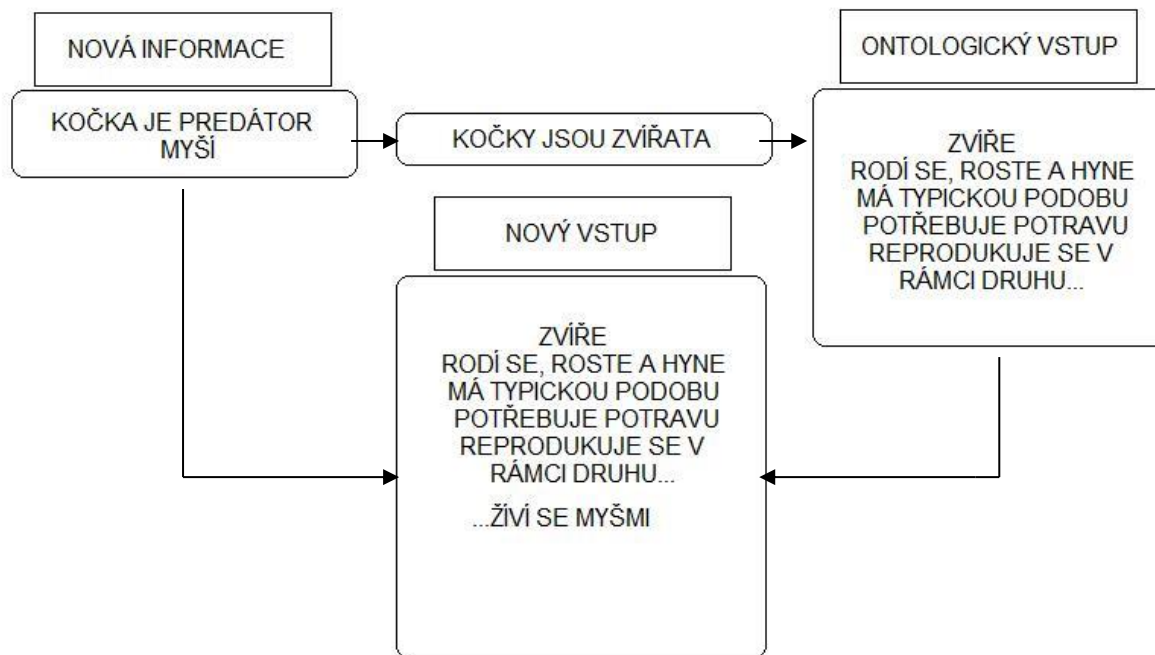 NOVÁ INFORMACE
KOČKA JE PREDÁTOR
MYŠÍ
KOČKY JSOU ZVÍŘATA
ONTOLOGICKÝ VSTUP
ZVÍŘE
RODÍ SE, ROSTE A HYNE
MÁ TYPICKOU PODOBU
POTŘEBUJE POTRAVU
REPRODUKUJE SE V
RÁMCI DRUHU...
NOVÝ VSTUP
ZVÍŘE
RODÍ SE, ROSTE A HYNE
MÁ TYPICKOU PODOBU
POTŘEBUJE POTRAVU
REPRODUKUJE SE V
RÁMCI DRUHU...
...ŽÍVÍ SE MYŠMI